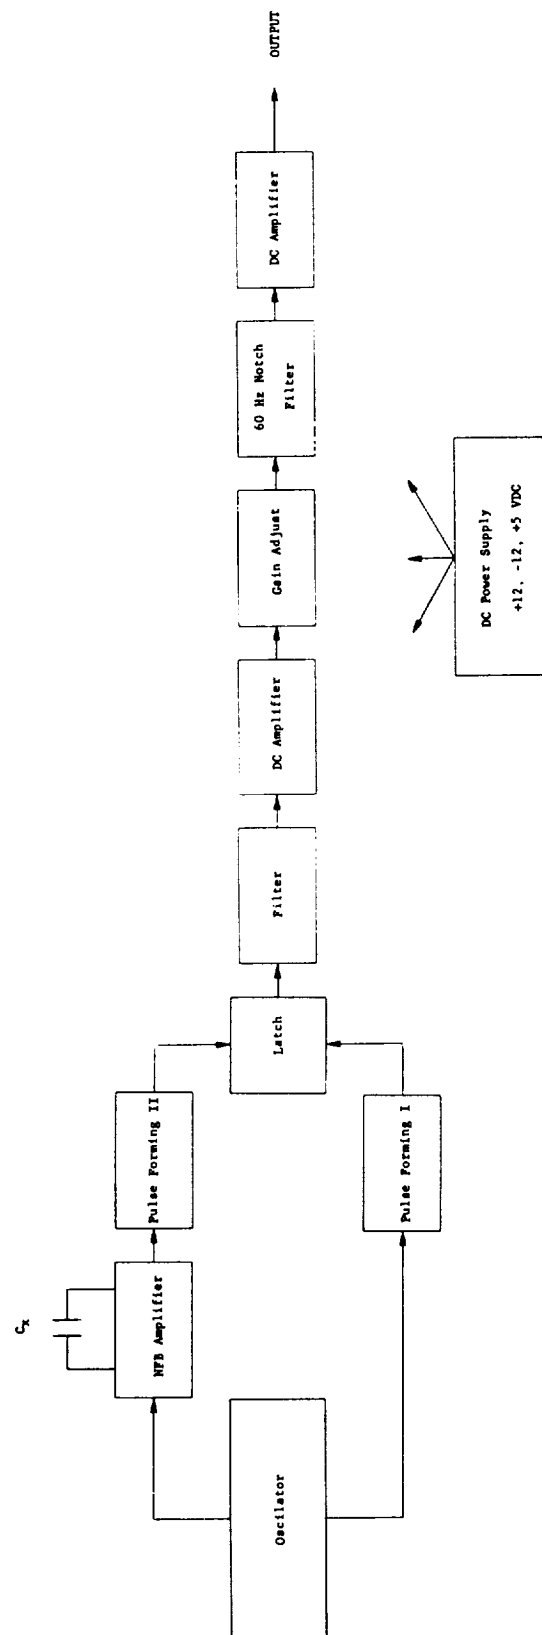 Cx
NFB Amplifier
Pulse Forming II
Oscilator
Latch
Filter
DC Amplifier
Gain Adjust
60 Hz Notch
Filter
DC Amplifier
OUTPUT
Pulse Forming I
DC Power Supply
+12, -12, +5 VDC